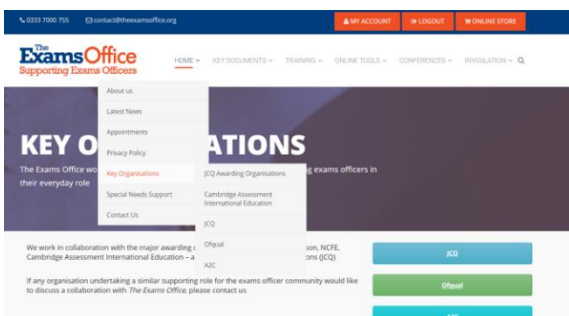 0333 7000 755 contact@theexamsoffice.org MY ACCOUNT LOGOUT ONLINE STORE
The
ExamsOffice
Supporting Exams Officers
HOME KEY DOCUMENTS TRAINING ONLINE TOOLS CONFERENCES INVIGILATION
About us
Latest News
Appointments
Privacy Policy
Key Organisations
Special Needs Support
Contact Us
JCQ Awarding Organisations
Cambridge Assessment
International Education
JCQ
Ofqual
A2C
KEY O ATIONS
The Exams Office wo g exams officers in
their everyday role
We work in collaboration with the major awarding son, NCFE,
Cambridge Assessment International Education – a ons (JCQ)
If any organisation undertaking a similar supporting role for the exams officer community would like
to discuss a collaboration with The Exams Office, please contact us
JCQ
Ofqual